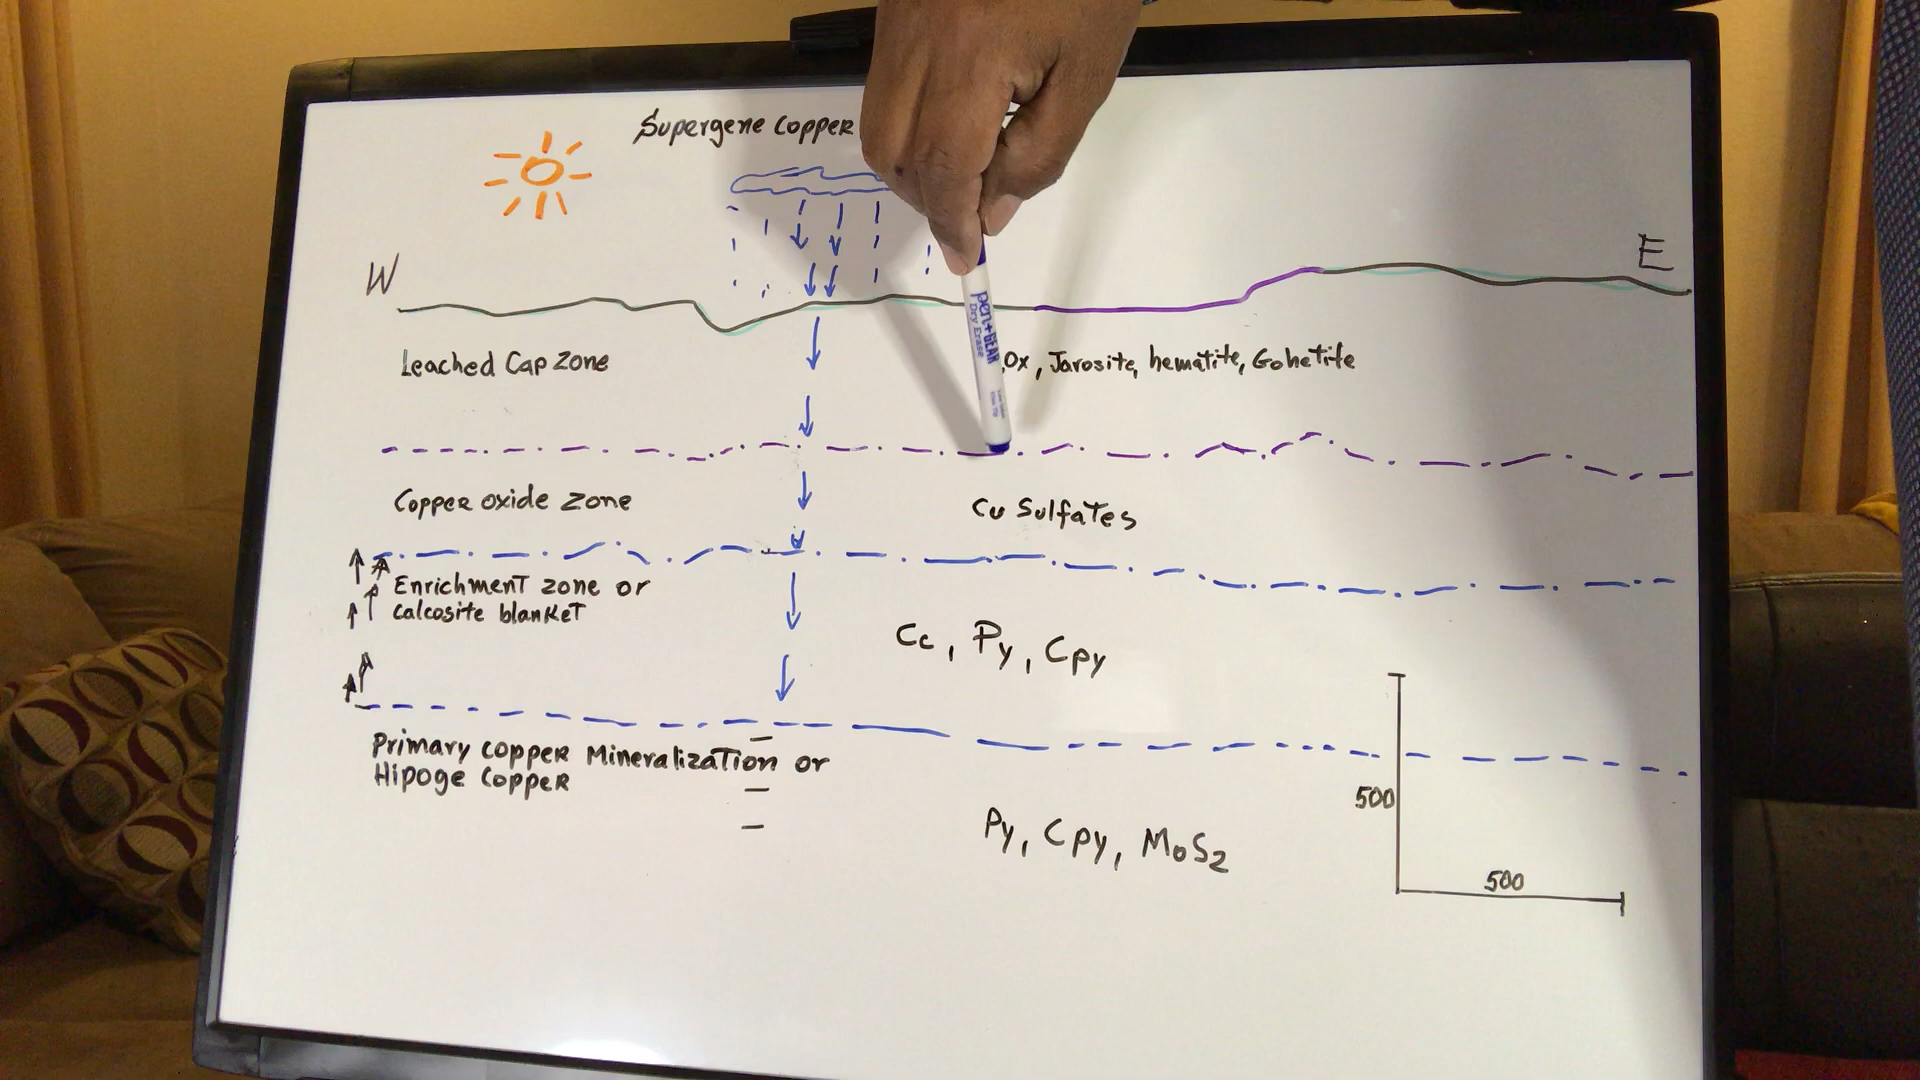 Supergene Copper
W
E
pen+GEAR
Dry Erase
Leached Cap Zone
Ox, Jarosite, hematite, Gohetite
Copper oxide Zone
Cu Sulfates
Enrichment zone or
Calcosite blanket
Cc, Py, Cpy
Primary copper Mineralization or
Hipoge Copper
Py, Cpy, MoS2
500
500